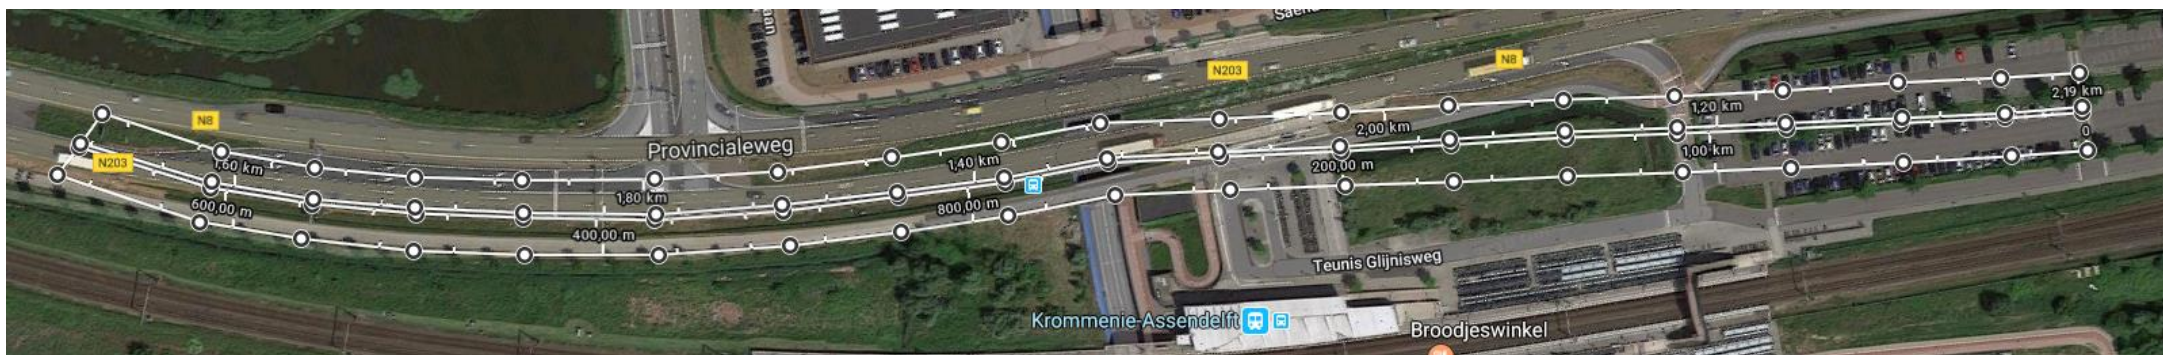 aan
Saend
N203
N8
1,20 km
2,19 km
N8
Provincialeweg
2,00 km
0
N203
1,60 km
1,40 km
200,00 m
1,00 km
1,80 km
600,00 m
800,00 m
400,00 m
Teunis Glijnisweg
Krommenie-Assendelft
Broodjeswinkel